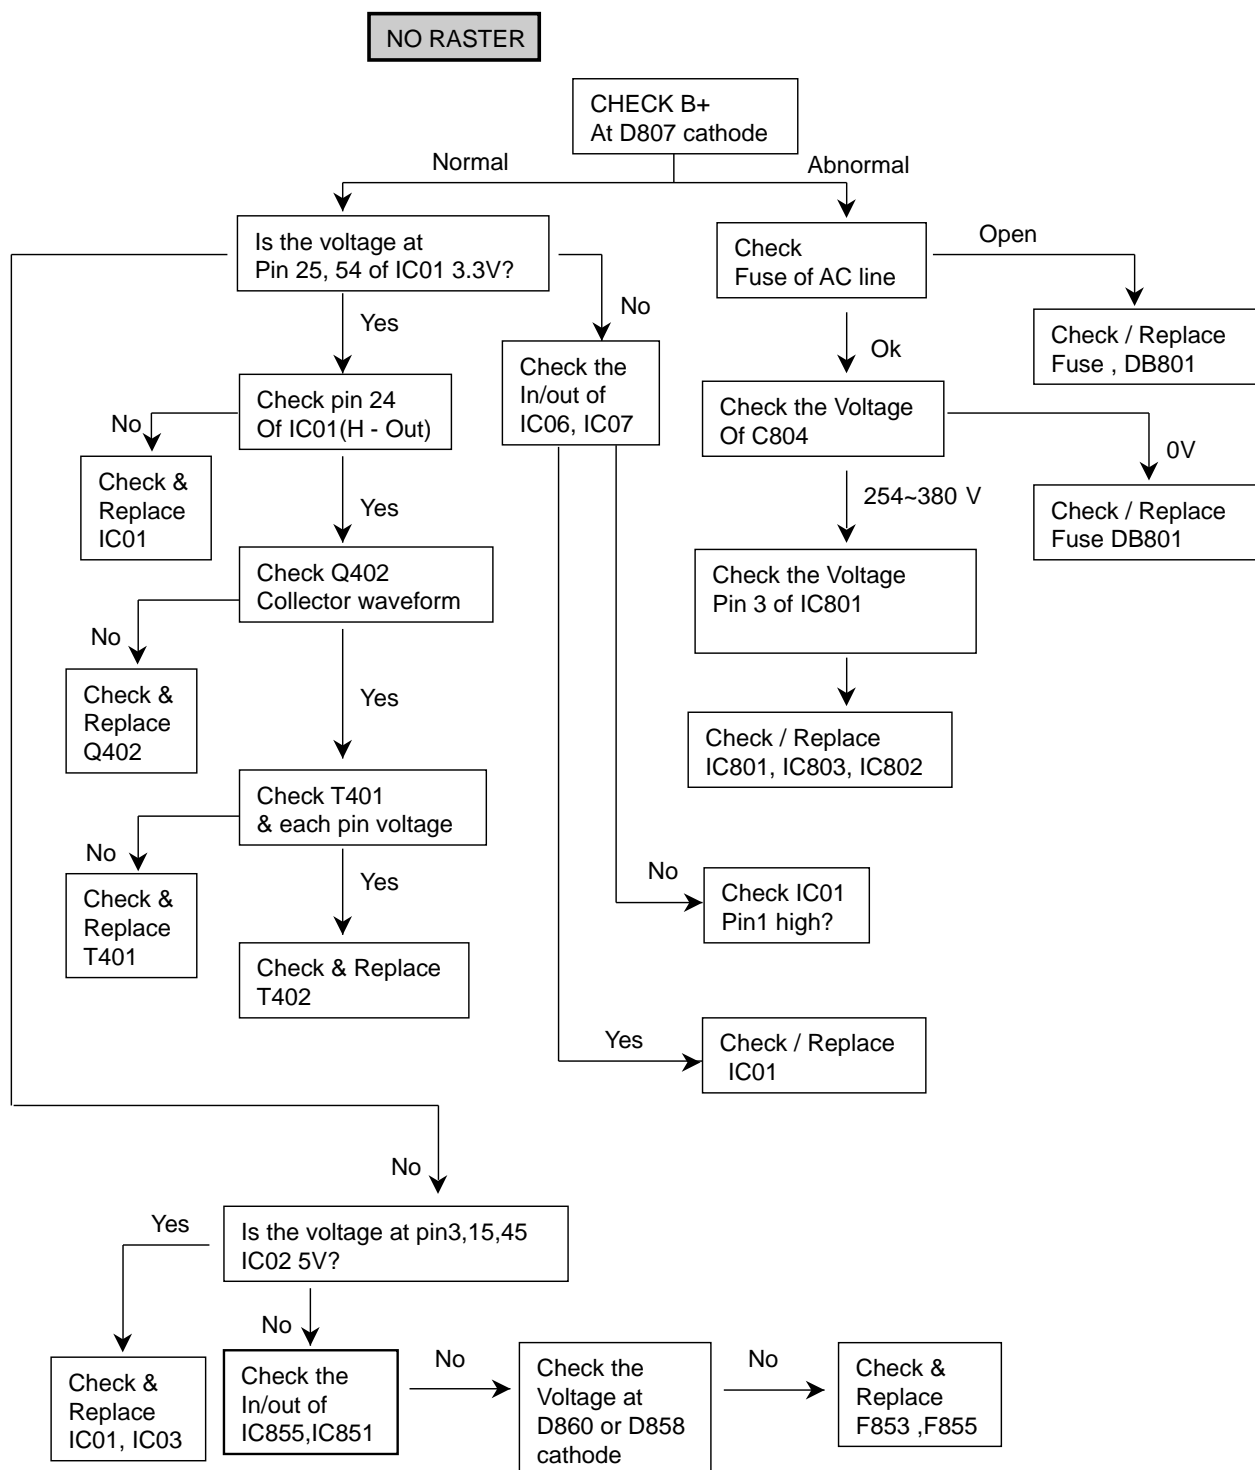 NO RASTER
CHECK B+
At D807 cathode
Normal
Abnormal
Is the voltage at
Pin 25, 54 of IC01 3.3V?
Check
Fuse of AC line
Open
Yes
No
Ok
Check / Replace
Fuse , DB801
Check the
In/out of
IC06, IC07
Check pin 24
Of IC01(H - Out)
No
Check the Voltage
Of C804
0V
Check &
Replace
IC01
Yes
254~380 V
Check / Replace
Fuse DB801
Check Q402
Collector waveform
Check the Voltage
Pin 3 of IC801
No
Check &
Replace
Q402
Yes
Check / Replace
IC801, IC803, IC802
Check T401
& each pin voltage
No
Check &
Replace
T401
Yes
No
Check IC01
Pin1 high?
Check & Replace
T402
Yes
Check / Replace
IC01
No
Yes
Is the voltage at pin3,15,45
IC02 5V?
No
Check &
Replace
IC01, IC03
Check the
In/out of
IC855,IC851
No
Check the
Voltage at
D860 or D858
cathode
No
Check &
Replace
F853 ,F855